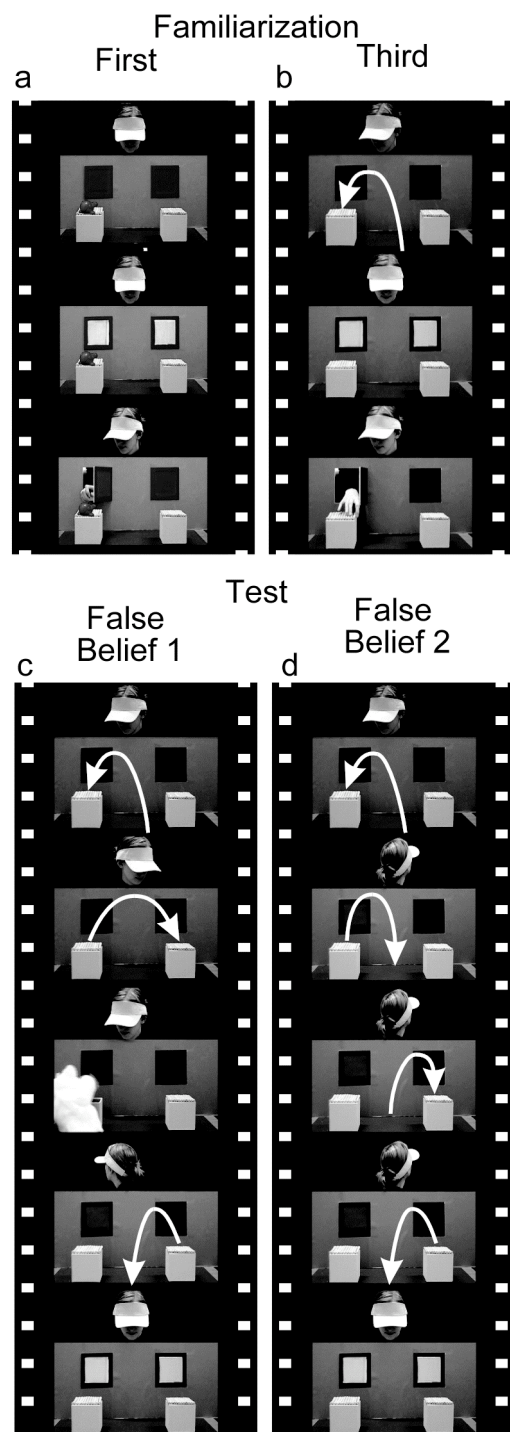 Familiarization
First
Third
a
b
Test
False
Belief 1
False
Belief 2
c
d